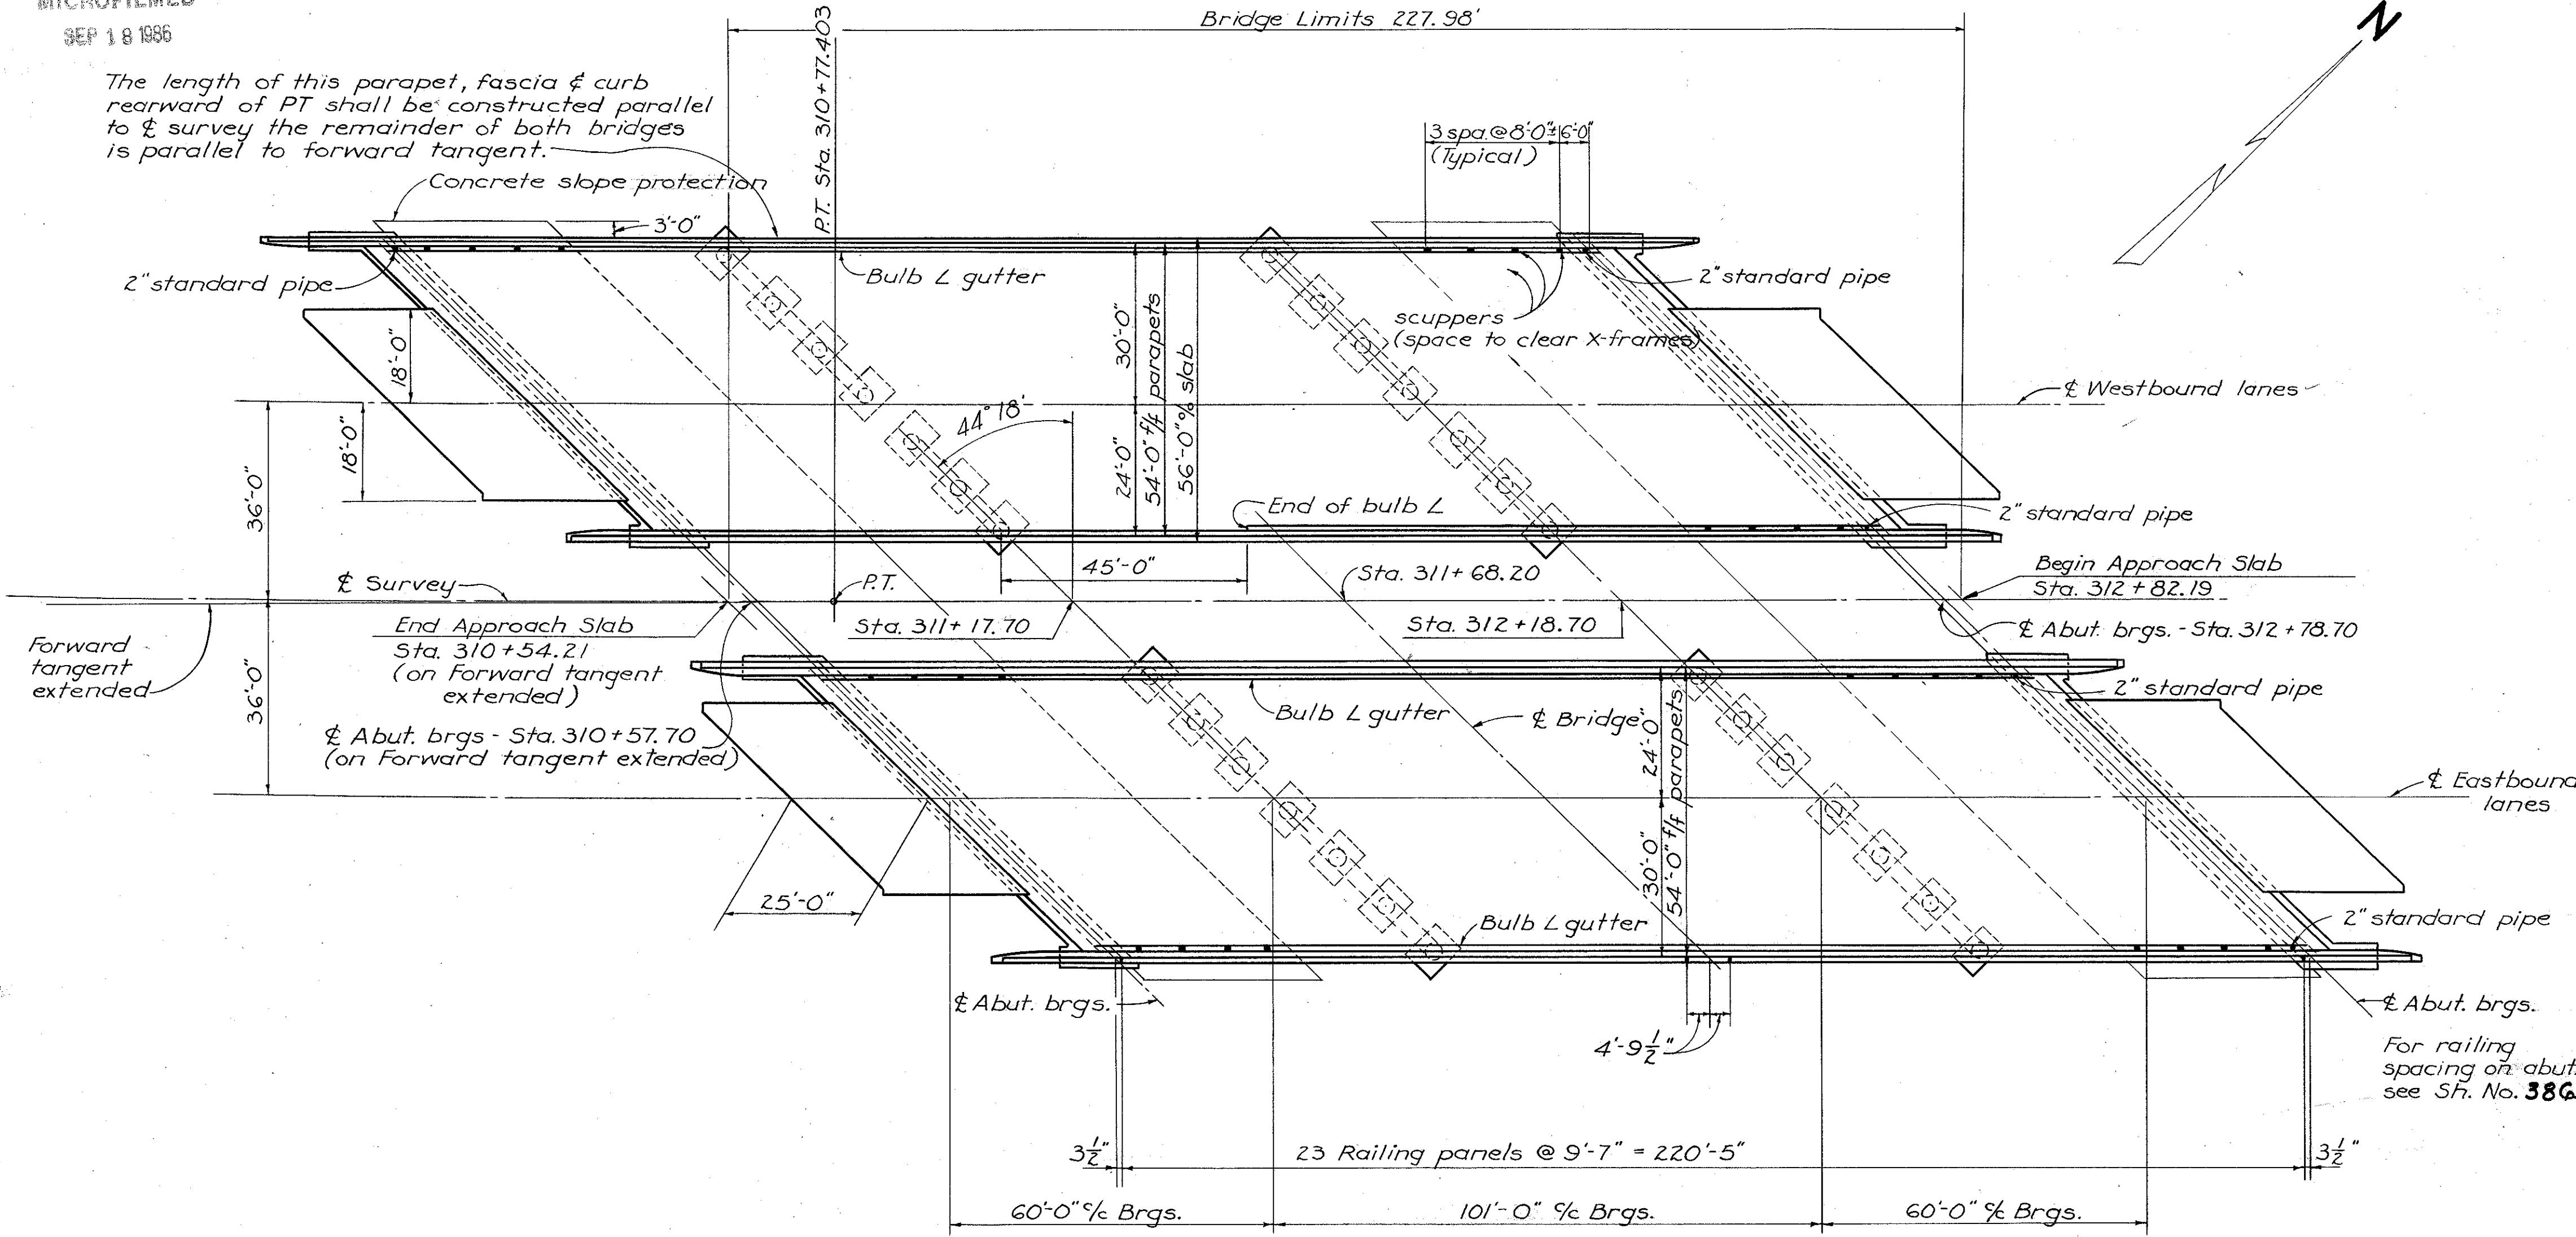 MICROFILMED
SEP 18 1986
Bridge Limits 227.98'
N
The length of this parapet, fascia & curb
rearward of PT shall be constructed parallel
to ℄ survey the remainder of both bridges
is parallel to forward tangent.
P.T. Sta. 310+77.403
3 spa.@8'-0"± 6'-0"
(Typical)
Concrete slope protection
3'-0"
2" standard pipe
Bulb L gutter
2" standard pipe
scuppers
(space to clear X-frames)
30'-0"
54'-0" f/f parapets
56'-0" o/o slab
24'-0"
18'-0"
18'-0"
36'-0"
44°18'
℄ Westbound lanes
End of bulb L
2" standard pipe
45'-0"
℄ Survey
P.T.
Sta. 311+68.20
Begin Approach Slab
Sta. 312+82.19
Forward
tangent
extended
End Approach Slab
Sta. 310+54.21
(on Forward tangent
extended)
Sta. 311+17.70
Sta. 312+18.70
℄ Abut. brgs. - Sta. 312+78.70
36'-0"
℄ Abut. brgs - Sta. 310+57.70
(on Forward tangent extended)
Bulb L gutter
℄ Bridge
2" standard pipe
24'-0"
54'-0" f/f parapets
30'-0"
℄ Eastbound
lanes
25'-0"
Bulb L gutter
2" standard pipe
℄ Abut. brgs.
4'-9½"
℄ Abut. brgs.
For railing
spacing on abut.
see Sh. No. 386
3½"
23 Railing panels @ 9'-7" = 220'-5"
3½"
60'-0" c/c Brgs.
101'-0" c/c Brgs.
60'-0" c/c Brgs.